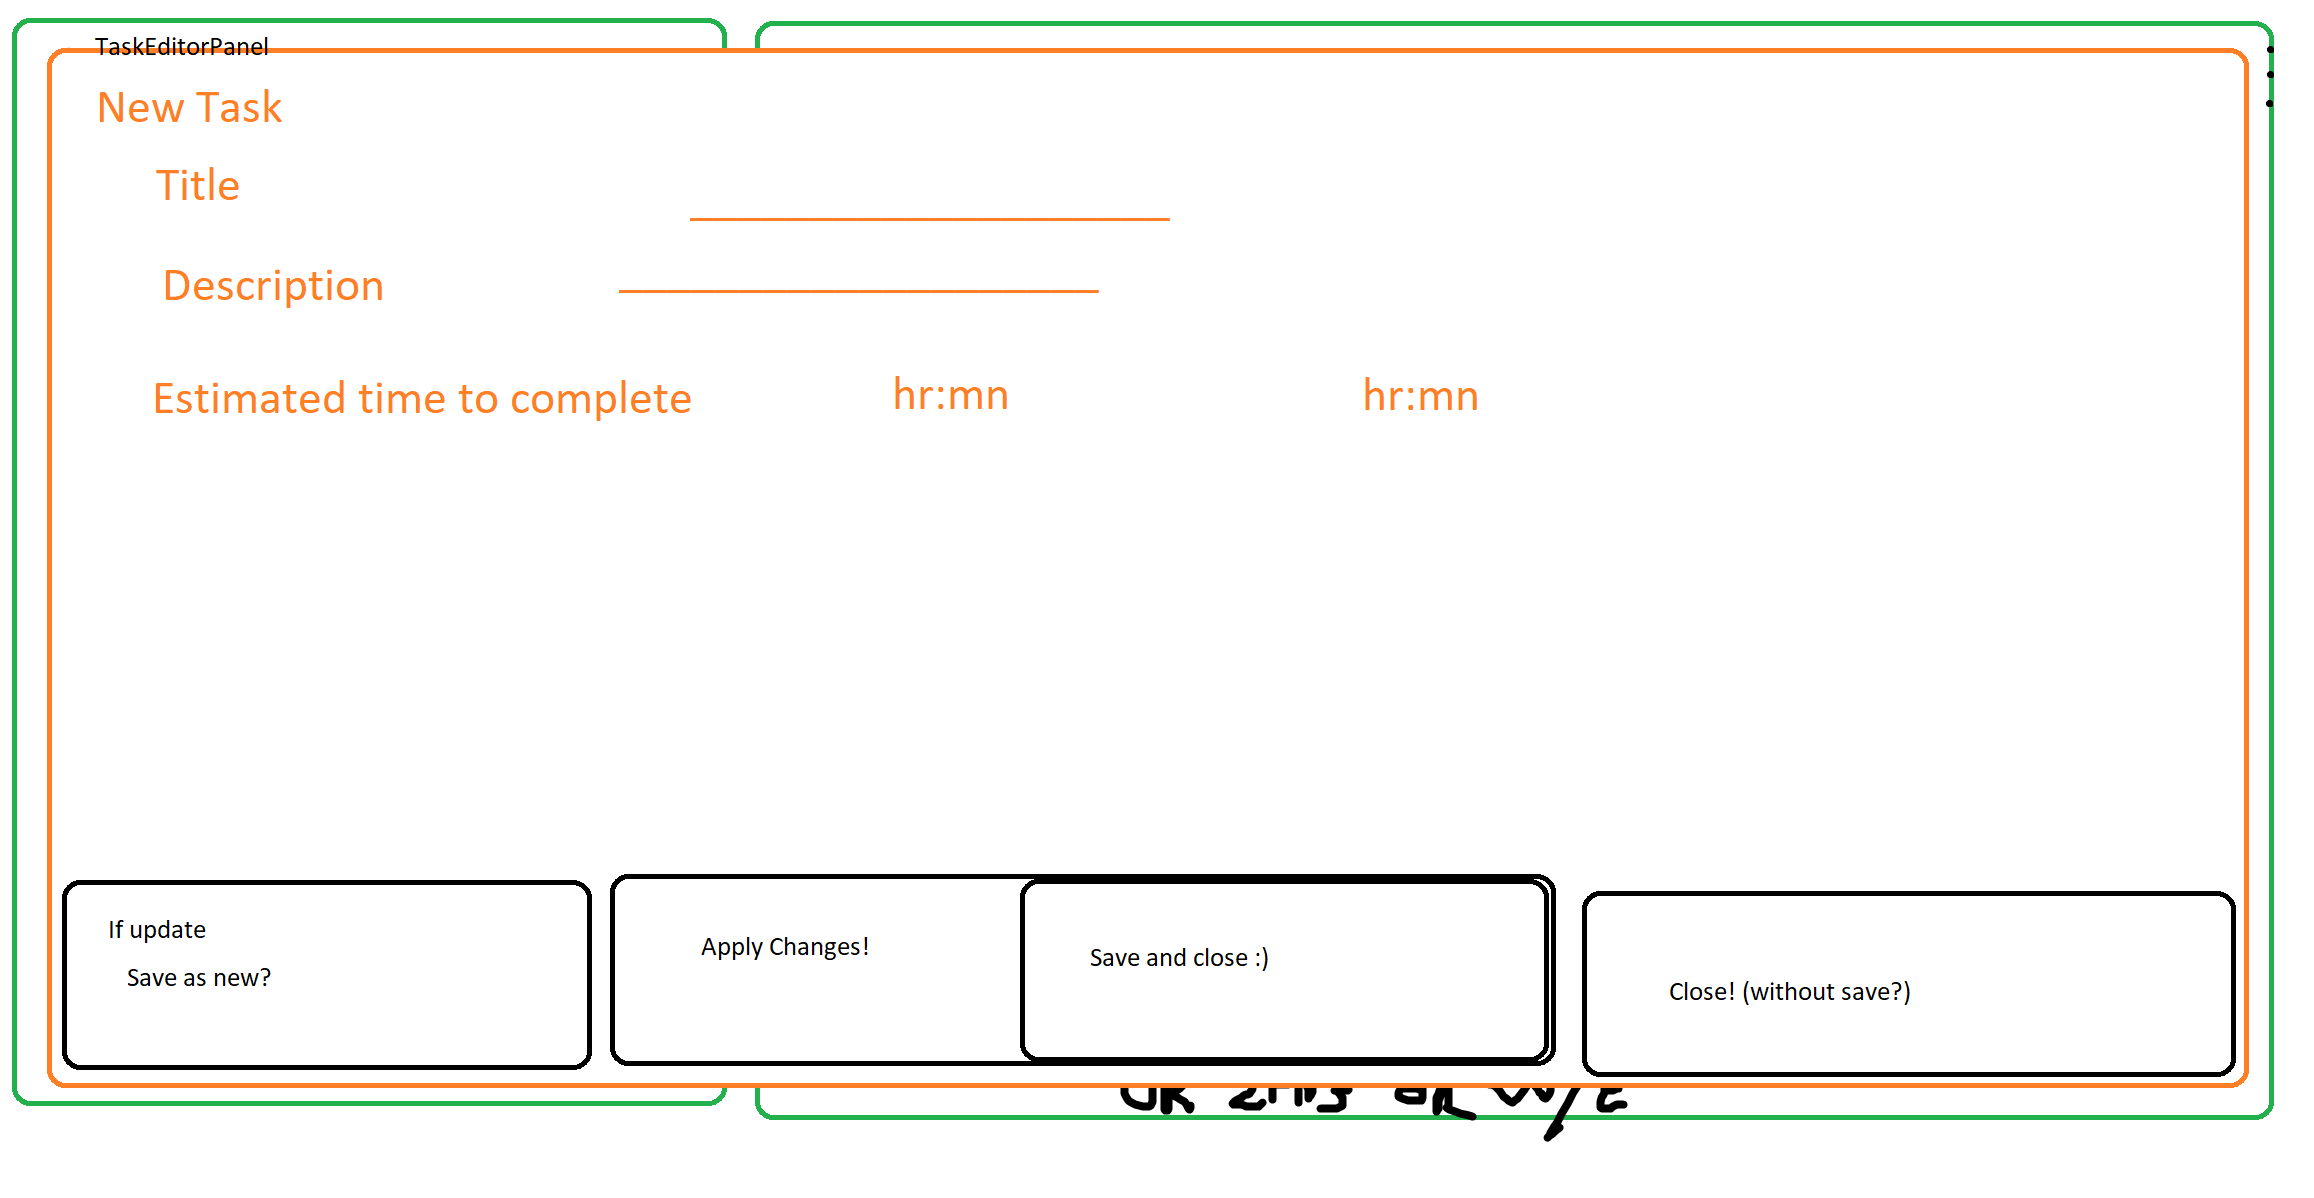 TaskEditorPanel
New Task
Title
Description
Estimated time to complete hr:mn hr:mn
If update
Save as new?
Apply Changes!
Save and close :)
Close! (without save?)